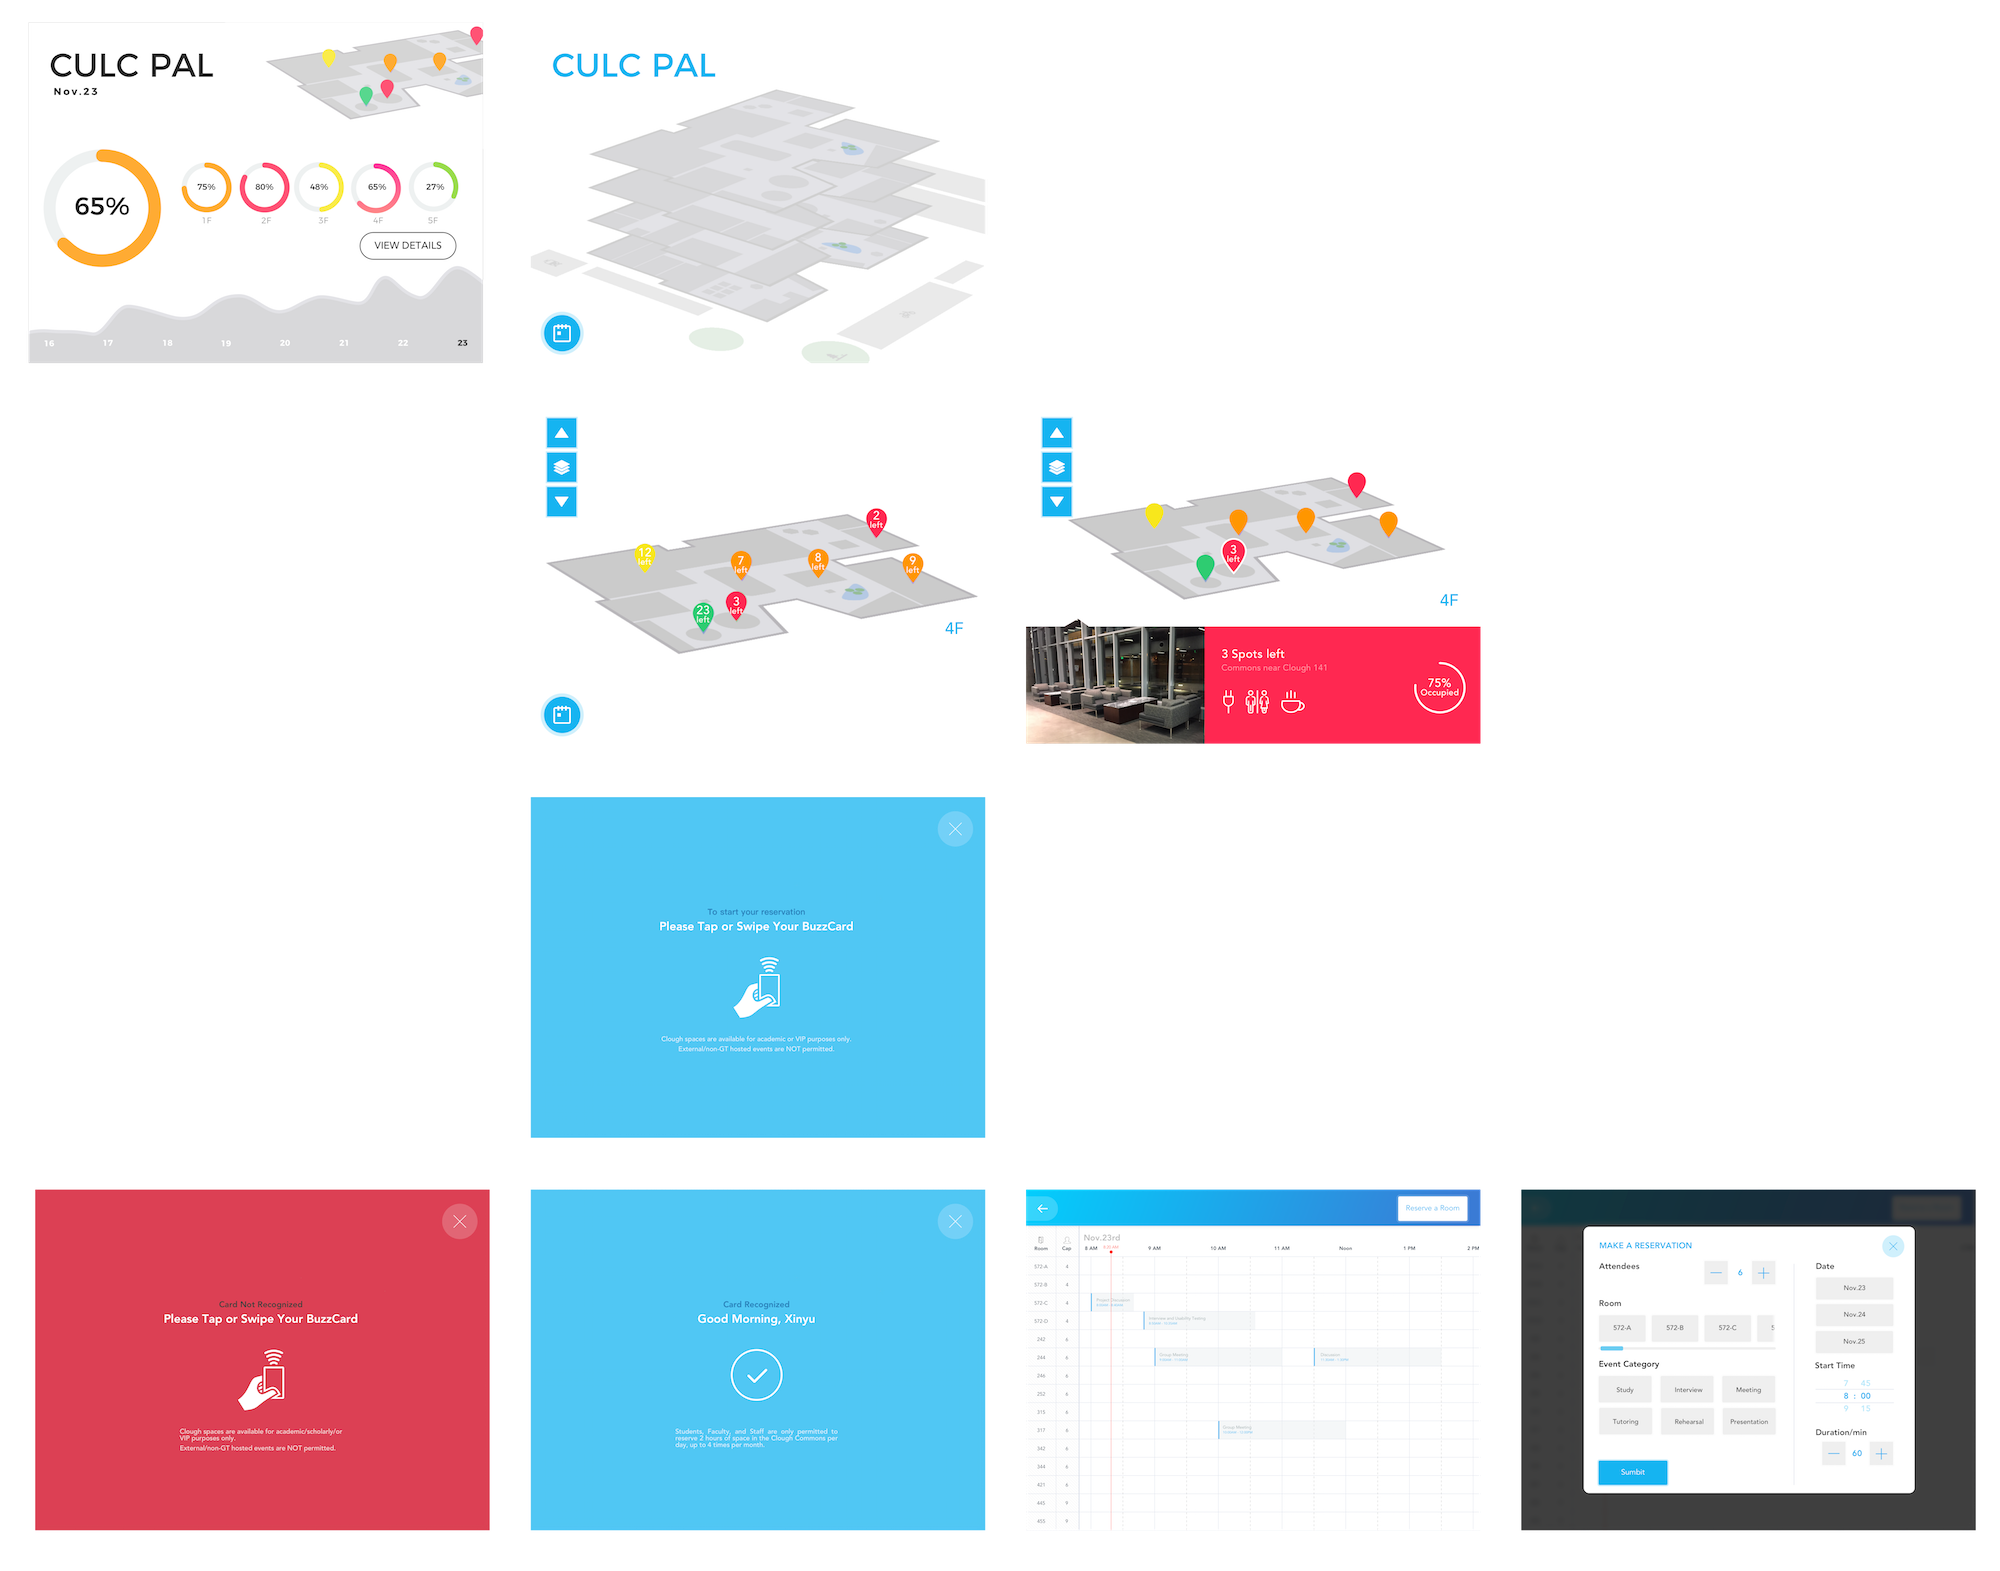 CULC PAL
Nov.23
65%
75%
80%
48%
65%
27%
1F
2F
3F
4F
5F
VIEW DETAILS
16
17
18
19
20
21
22
23
CULC PAL
2
left
12
left
7
left
8
left
9
left
3
left
23
left
4F
3
left
4F
3 Spots left
Commons near Clough 141
75%
Occupied
To start your reservation
Please Tap or Swipe Your BuzzCard
Clough spaces are available for academic or VIP purposes only.
External/non-GT hosted events are NOT permitted.
Card Not Recognized
Please Tap or Swipe Your BuzzCard
Clough spaces are available for academic/scholarly/or
VIP purposes only.
External/non-GT hosted events are NOT permitted.
Card Recognized
Good Morning, Xinyu
Students, Faculty, and Staff are only permitted to
reserve 2 hours of space in the Clough Commons per
day, up to 4 times per month.
Reserve a Room
Nov.23rd
Room
Cap
8 AM
9 AM
10 AM
11 AM
Noon
1 PM
2 PM
572-A 4
572-B 4
572-C 4
572-D 4
Interview and Usability Testing
242 6
244 6
Group Meeting
Discussion
246 6
252 6
315 6
317 6
Group Meeting
342 6
344 6
421 6
445 9
455 9
MAKE A RESERVATION
Attendees
6
Room
572-A
572-B
572-C
5
Event Category
Study
Interview
Meeting
Tutoring
Rehearsal
Presentation
Sumbit
Date
Nov.23
Nov.24
Nov.25
Start Time
7 45
8 : 00
9 15
Duration/min
60